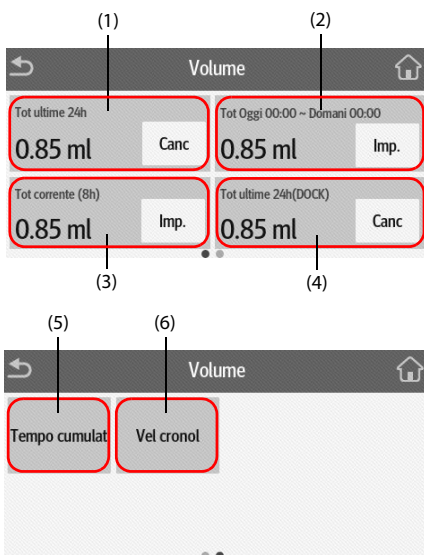 (1) (2)
Volume
Tot ultime 24h
0.85 ml Canc
Tot Oggi 00:00 ~ Domani 00:00
0.85 ml Imp.
Tot corrente (8h)
0.85 ml Imp.
Tot ultime 24h(DOCK)
0.85 ml Canc
(3) (4)
(5) (6)
Volume
Tempo cumulat Vel cronol